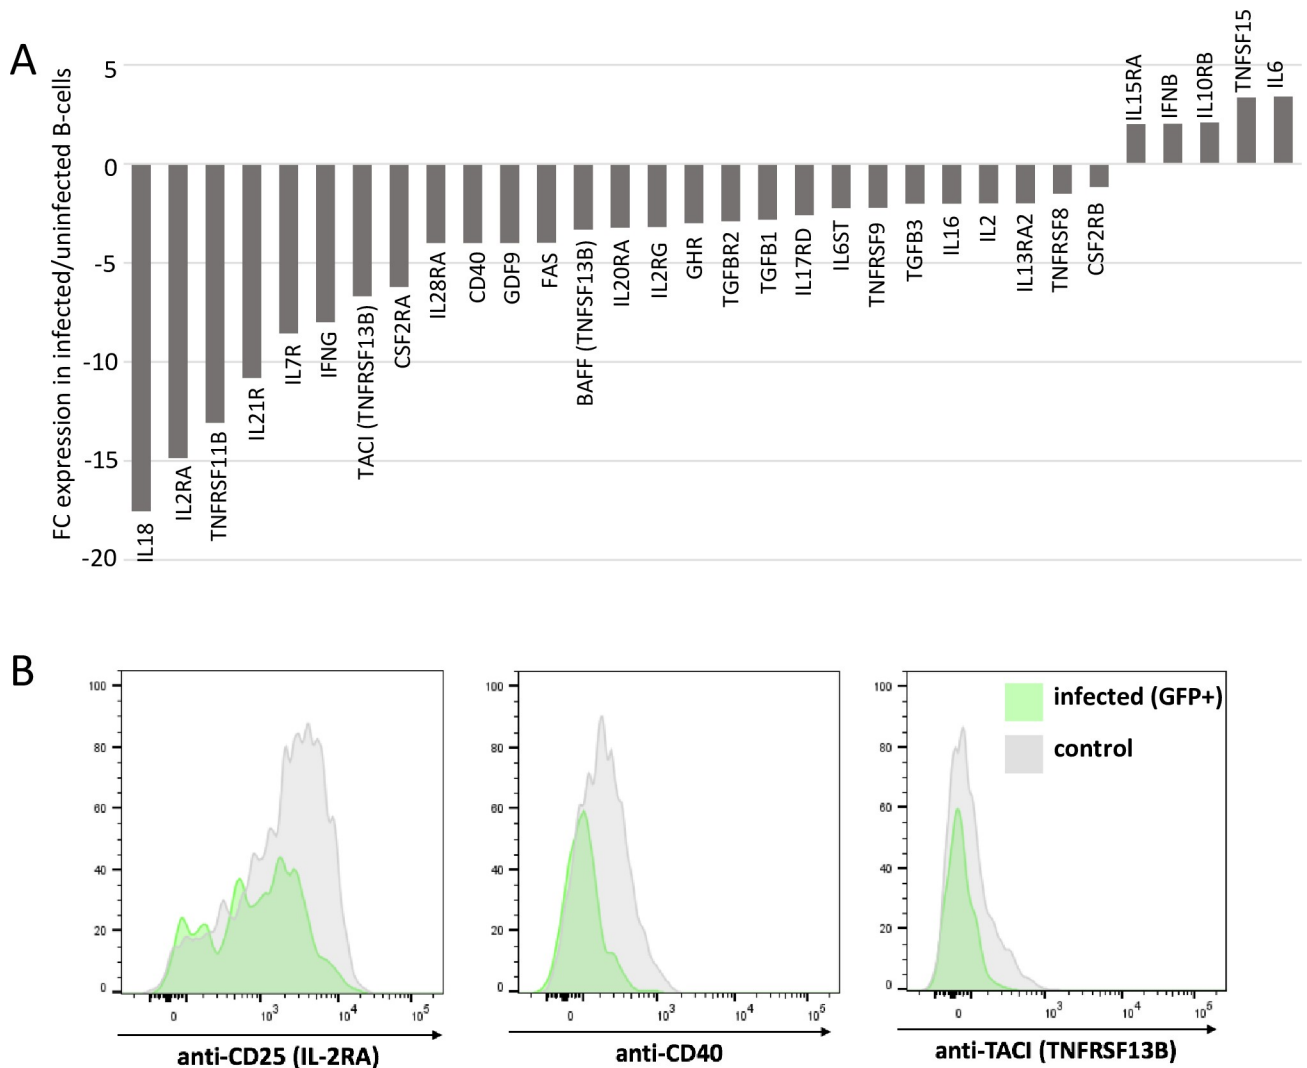 A
FC expression in infected/uninfected B-cells
5
0
-5
-10
-15
-20
IL18
IL2RA
TNFRSF11B
IL21R
IL7R
IFNG
TACI (TNFRSF13B)
CSF2RA
IL28RA
CD40
GDF9
FAS
BAFF (TNFSF13B)
IL20RA
IL2RG
GHR
TGFBR2
TGFB1
IL17RD
IL6ST
TNFRSF9
TGFB3
IL16
IL2
IL13RA2
TNFRSF8
CSF2RB
IL15RA
IFNB
IL10RB
TNFSF15
IL6
B
100
80
60
40
20
0
0 10³ 10⁴ 10⁵
anti-CD25 (IL-2RA)
100
80
60
40
20
0
0 10³ 10⁴ 10⁵
anti-CD40
100
80
60
40
20
0
0 10³ 10⁴ 10⁵
anti-TACI (TNFRSF13B)
infected (GFP+)
control